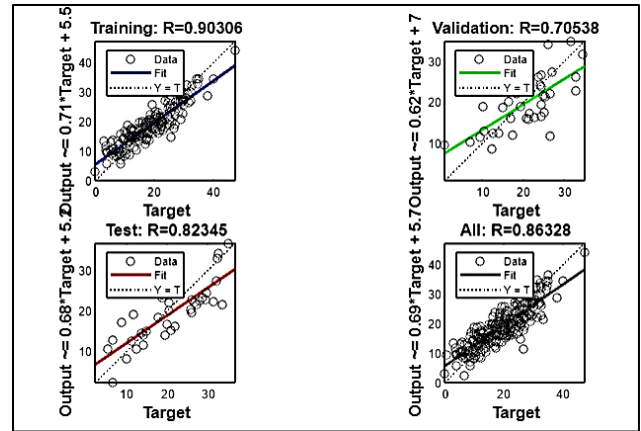 Training: R=0.90306
Output ~= 0.71*Target + 5.5
Data
Fit
Y = T
40
30
20
10
0
0
20
40
Target
Validation: R=0.70538
Output ~= 0.62*Target + 7
Data
Fit
Y = T
30
20
10
10
20
30
Target
Test: R=0.82345
Output ~= 0.68*Target + 5.2
Data
Fit
Y = T
30
20
10
10
20
30
Target
All: R=0.86328
Output ~= 0.69*Target + 5.7
Data
Fit
Y = T
40
30
20
10
0
0
20
40
Target